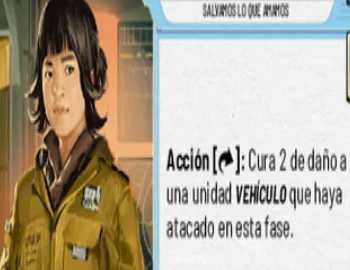 SALVAMOS LO QUE AMAMOS
Acción [↷]: Cura 2 de daño a
una unidad VEHÍCULO que haya
atacado en esta fase.